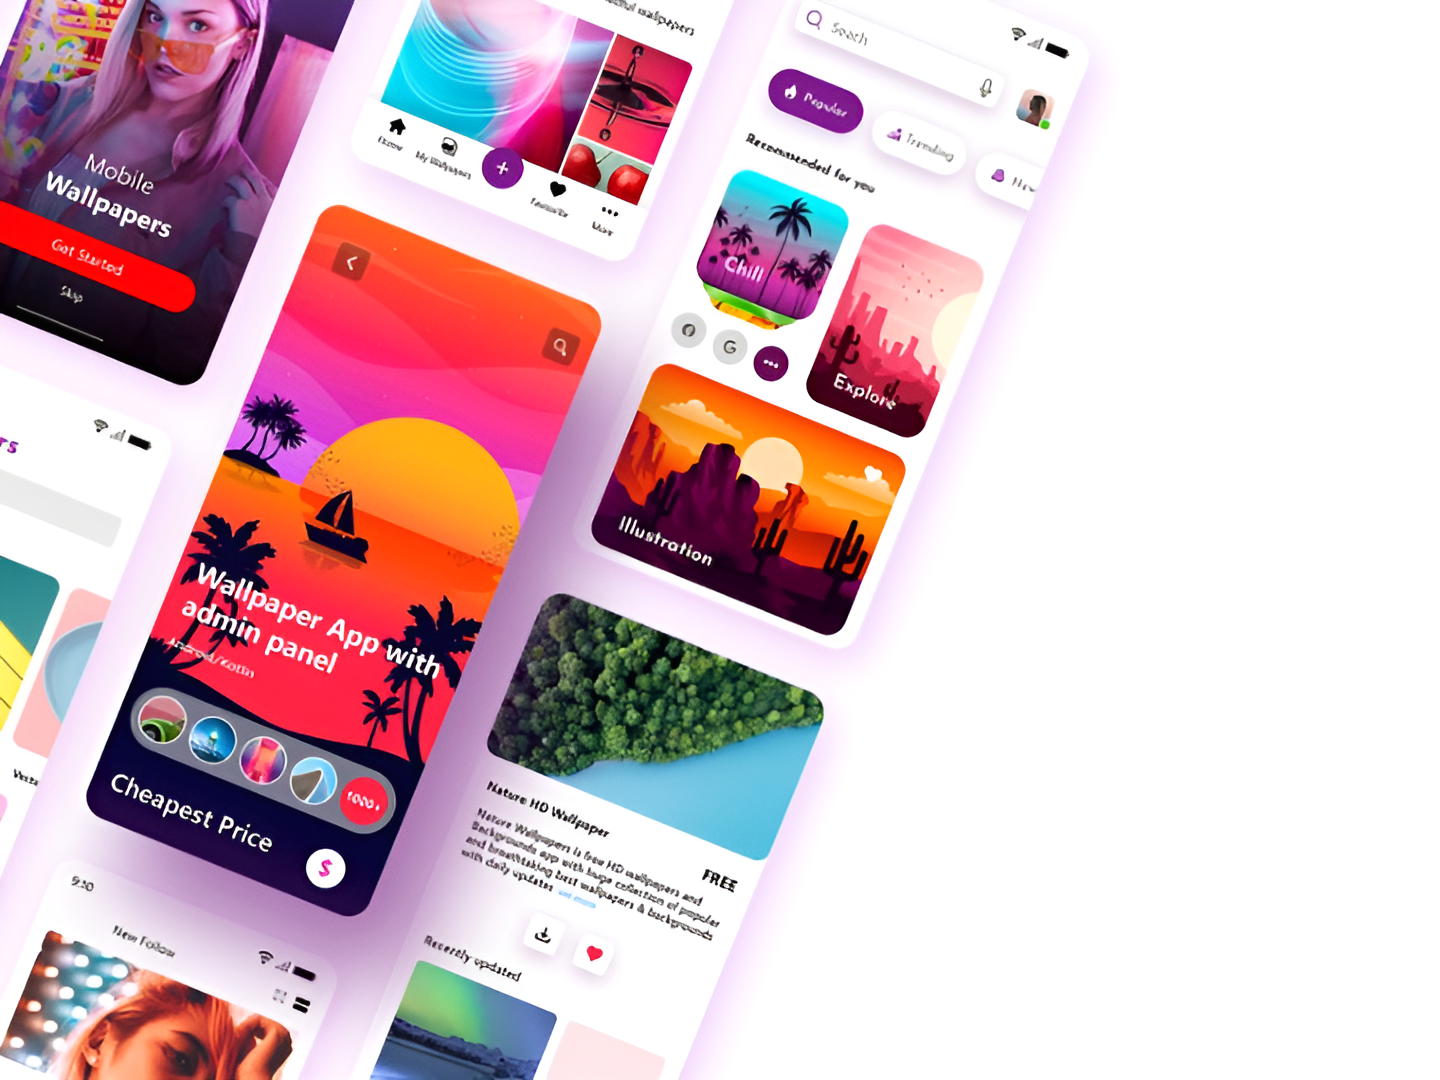 Mobile
Wallpapers
Get Started
Skip
wallpapers
Home
My Wallpapers
Favourite
More
Search
Popular
Trending
New
Recommended for you
Chill
Explore
G
Illustration
rs
Wallpaper App with
admin panel
Android/Kotlin
1000+
Cheapest Price
$
Nature HD Wallpaper
FREE
Nature Wallpapers is free HD wallpapers and
Backgrounds app with huge collection of popular
and breathtaking best wallpapers & backgrounds
with daily updates
Recently updated
9:30
New Follow